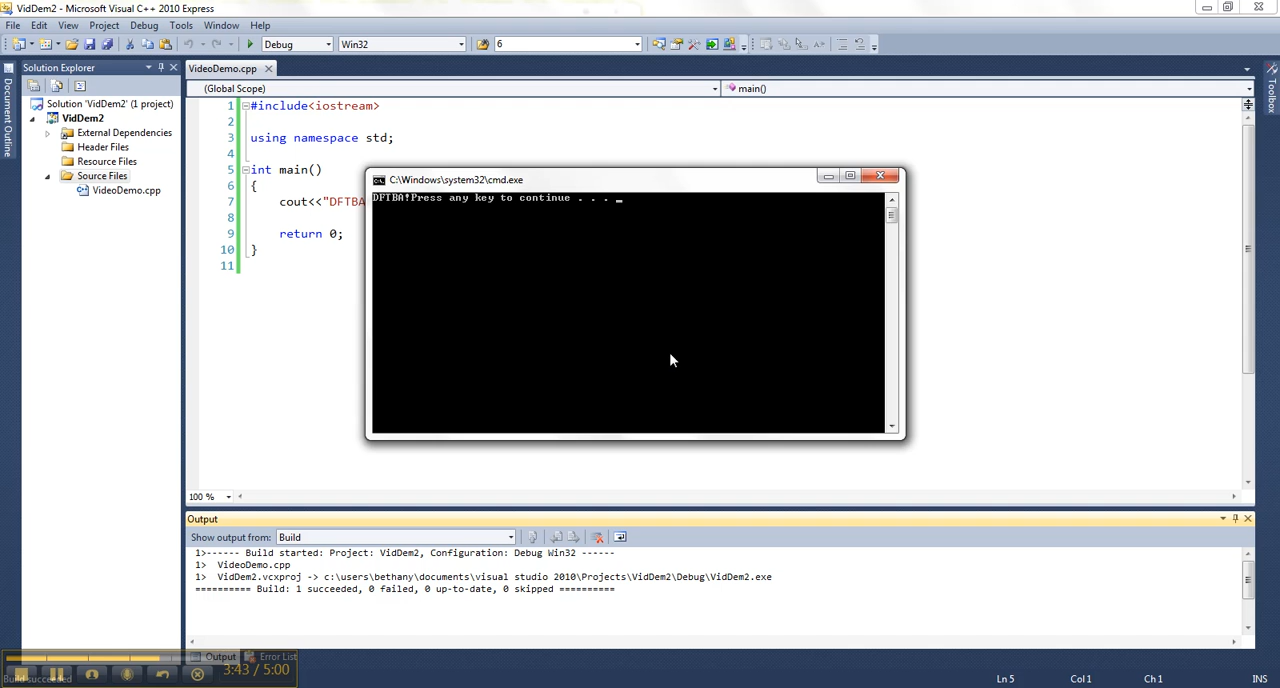 VidDem2 - Microsoft Visual C++ 2010 Express
File Edit View Project Debug Tools Window Help
Debug Win32 6
Solution Explorer
VideoDemo.cpp
Document Outline
Toolbox
(Global Scope) main()
Solution 'VidDem2' (1 project)
VidDem2
External Dependencies
Header Files
Resource Files
Source Files
VideoDemo.cpp
1 #include<iostream>
2
3 using namespace std;
4
5 int main()
6 {
7 cout<<"DFTBA
8
9 return 0;
10 }
11
C:\Windows\system32\cmd.exe
DFTBA!Press any key to continue . . . _
100 %
Output
Show output from: Build
1>------ Build started: Project: VidDem2, Configuration: Debug Win32 ------
1> VideoDemo.cpp
1> VidDem2.vcxproj -> c:\users\bethany\documents\visual studio 2010\Projects\VidDem2\Debug\VidDem2.exe
========== Build: 1 succeeded, 0 failed, 0 up-to-date, 0 skipped ==========
Output Error List
3:43 / 5:00
Build succeeded
Ln 5 Col 1 Ch 1 INS